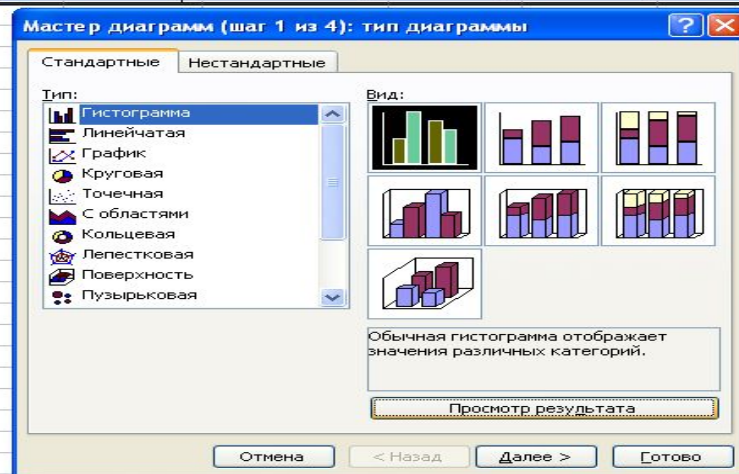 Мастер диаграмм (шаг 1 из 4): тип диаграммы
Стандартные
Нестандартные
Тип:
Гистограмма
Линейчатая
График
Круговая
Точечная
С областями
Кольцевая
Лепестковая
Поверхность
Пузырьковая
Вид:
Обычная гистограмма отображает
значения различных категорий.
Просмотр результата
Отмена
< Назад
Далее >
Готово